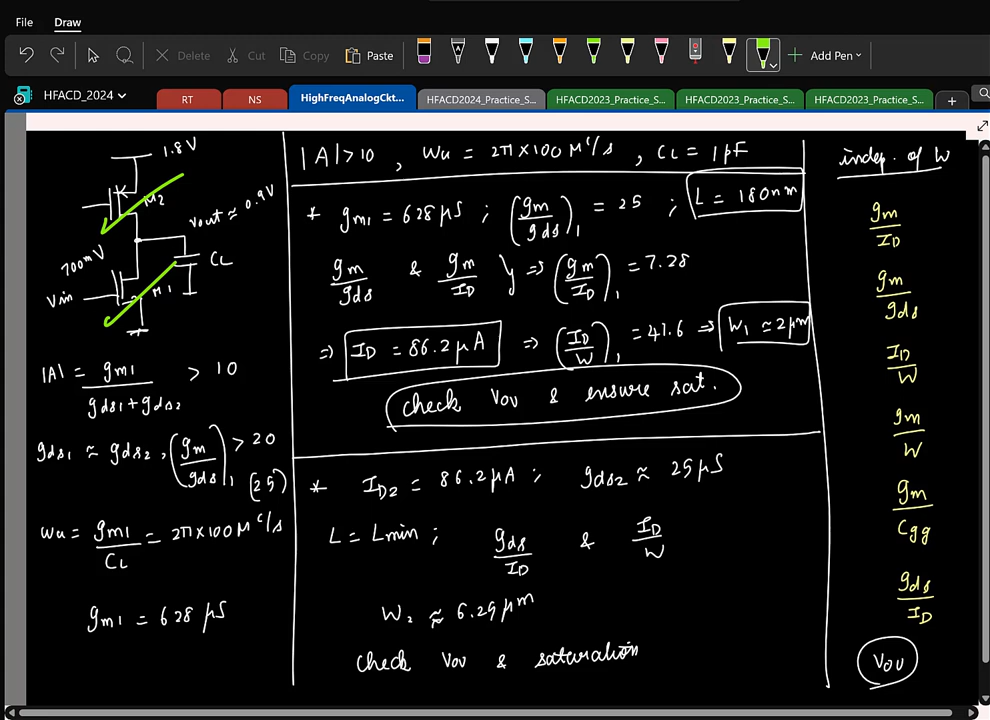 File Draw
Delete Cut Copy Paste Add Pen
HFACD_2024 RT NS HighFreqAnalogCkt... HFACD2024_Practice_S... HFACD2023_Practice_S... HFACD2023_Practice_S... HFACD2023_Practice_S...
1.8V
M2
vout ≈ 0.9V
700mV
CL
Vin
M1
|A| = gm1 / (gds1 + gds2) > 10
gds1 ≈ gds2, (gm/gds)1 > 20
(25)
ωu = gm1/CL = 2π×100 M r/s
gm1 = 628 μS
|A| > 10 , ωu = 2π×100 M r/s , CL = 1pF
* gm1 = 628 μS ; (gm/gds)1 = 25 ; L = 180nm
gm/gds & gm/ID } ⇒ (gm/ID)1 = 7.28
⇒ ID = 86.2 μA ⇒ (ID/W)1 = 41.6 ⇒ W1 ≈ 2μm
check Vov & ensure sat.
* ID2 = 86.2 μA ; gds2 ≈ 25 μS
L = Lmin ; gds/ID & ID/W
W2 ≈ 6.25 μm
check Vov & saturation
indep. of W
gm/ID
gm/gds
ID/W
gm/W
gm/Cgg
gds/ID
Vov